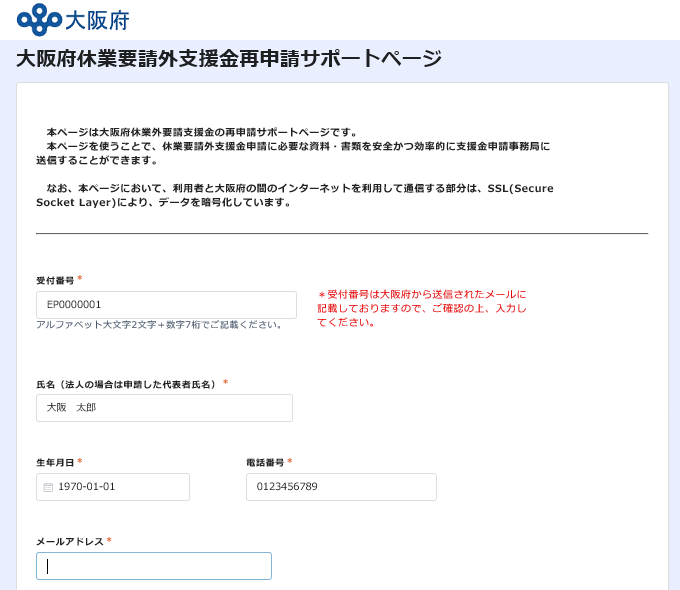 大阪府
大阪府休業要請外支援金再申請サポートページ
本ページは大阪府休業外要請支援金の再申請サポートページです。
本ページを使うことで、休業要請外支援金申請に必要な資料・書類を安全かつ効率的に支援金申請事務局に
送信することができます。
なお、本ページにおいて、利用者と大阪府の間のインターネットを利用して通信する部分は、SSL(Secure
Socket Layer)により、データを暗号化しています。
受付番号*
EP0000001
アルファベット大文字2文字＋数字7桁でご記載ください。
＊受付番号は大阪府から送信されたメールに
記載しておりますので、ご確認の上、入力し
てください。
氏名（法人の場合は申請した代表者氏名）*
大阪　太郎
生年月日* 電話番号*
1970-01-01 0123456789
メールアドレス*